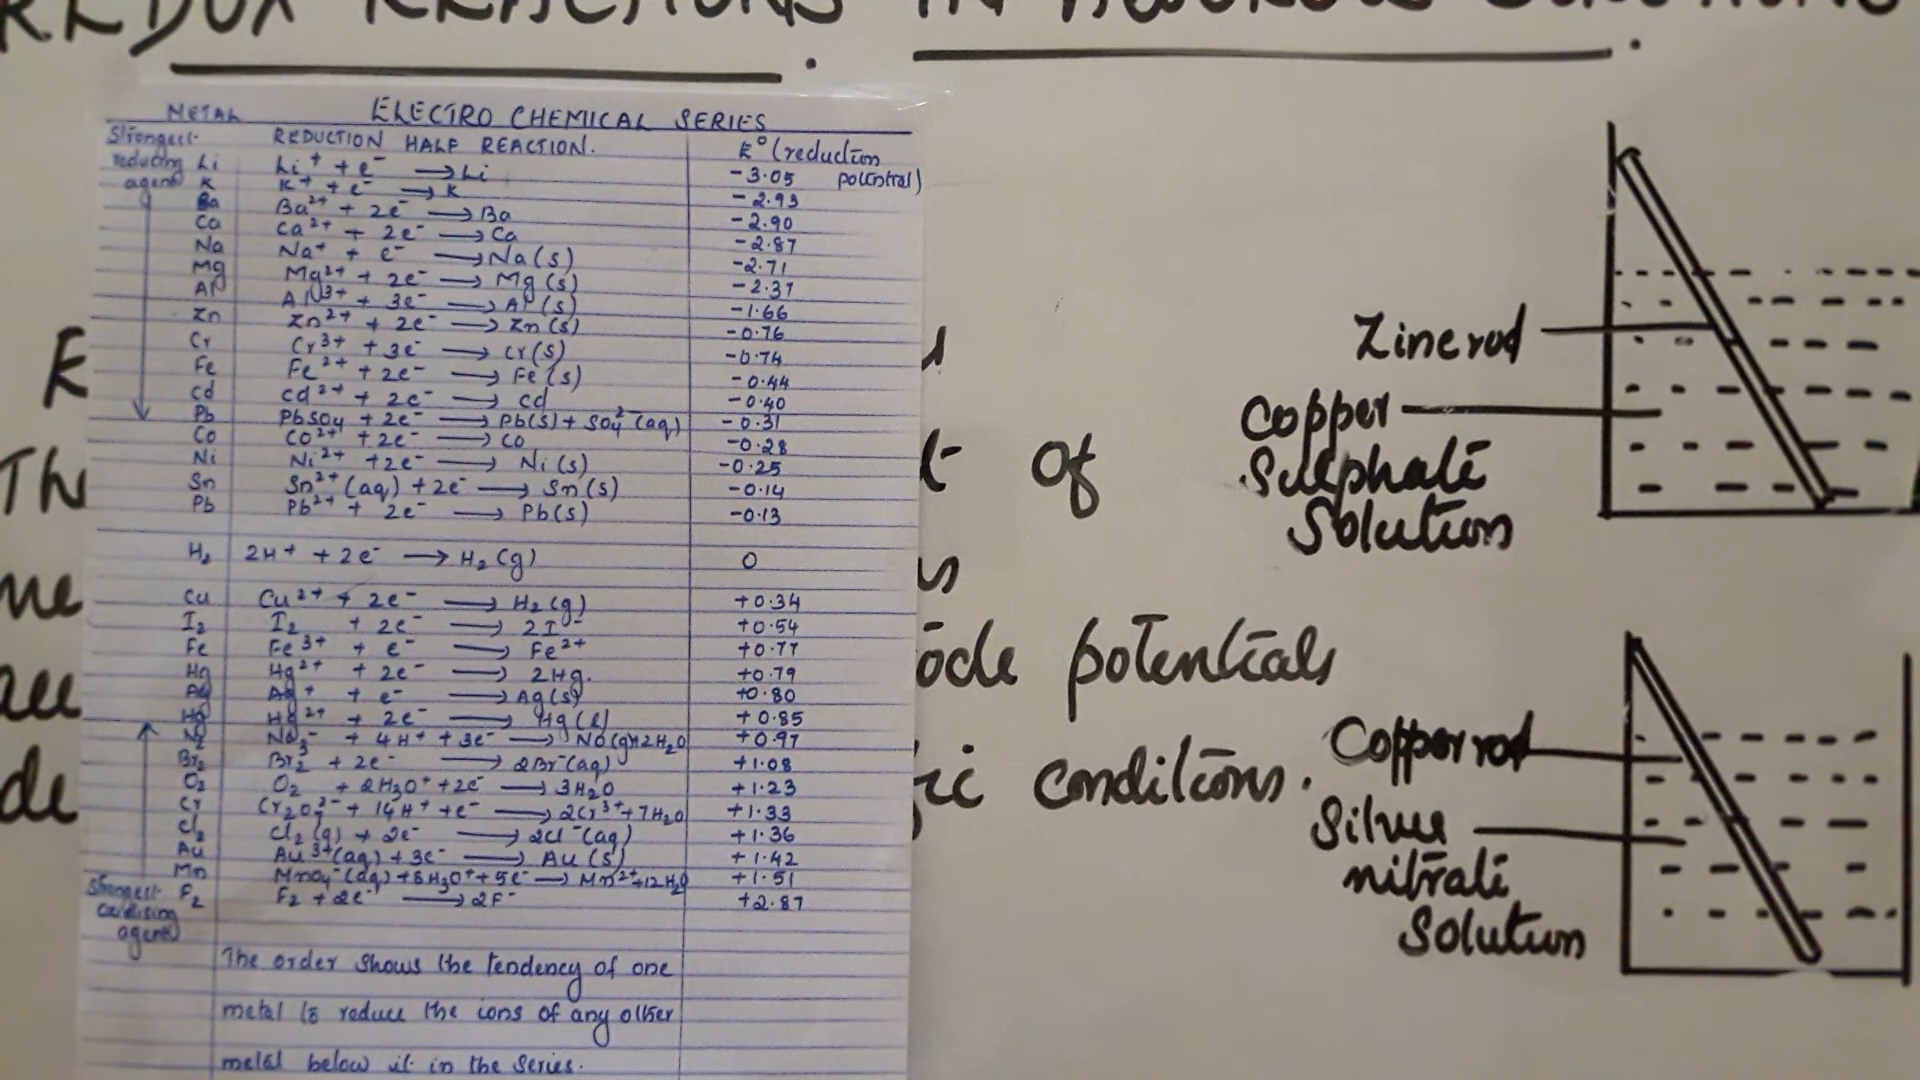 REDUX REACTIONS IN AQUEOUS SOLUTIONS
METAL ELECTRO CHEMICAL SERIES
Strongest reducing agent REDUCTION HALF REACTION. E° (reduction potential)
Li Li⁺ + e⁻ → Li -3.05
K K⁺ + e⁻ → K -2.93
Ba Ba²⁺ + 2e⁻ → Ba -2.90
Ca Ca²⁺ + 2e⁻ → Ca -2.87
Na Na⁺ + e⁻ → Na(s) -2.71
Mg Mg²⁺ + 2e⁻ → Mg(s) -2.37
Al Al³⁺ + 3e⁻ → Al(s) -1.66
Zn Zn²⁺ + 2e⁻ → Zn(s) -0.76
Cr Cr³⁺ + 3e⁻ → Cr(s) -0.74
Fe Fe²⁺ + 2e⁻ → Fe(s) -0.44
Cd Cd²⁺ + 2e⁻ → Cd -0.40
Pb PbSO₄ + 2e⁻ → Pb(s) + SO₄²⁻(aq) -0.31
Co CO²⁺ + 2e⁻ → CO -0.28
Ni Ni²⁺ + 2e⁻ → Ni(s) -0.25
Sn Sn²⁺(aq) + 2e⁻ → Sn(s) -0.14
Pb Pb²⁺ + 2e⁻ → Pb(s) -0.13
H₂ 2H⁺ + 2e⁻ → H₂(g) 0
Cu Cu²⁺ + 2e⁻ → H₂(g) +0.34
I₂ I₂ + 2e⁻ → 2I⁻ +0.54
Fe Fe³⁺ + e⁻ → Fe²⁺ +0.77
Hg Hg²⁺ + 2e⁻ → 2Hg. +0.79
Ag Ag⁺ + e⁻ → Ag(s) +0.80
Hg Hg²⁺ + 2e⁻ → Hg(l) +0.85
N₂ NO₃⁻ + 4H⁺ + 3e⁻ → NO(g)+2H₂O +0.97
Br₂ Br₂ + 2e⁻ → 2Br⁻(aq) +1.08
O₂ O₂ + 2H₃O⁺ + 2e⁻ → 3H₂O +1.23
Cr Cr₂O₇²⁻ + 14H⁺ + e⁻ → 2Cr³⁺ + 7H₂O +1.33
Cl₂ Cl₂(g) + 2e⁻ → 2Cl⁻(aq) +1.36
Au Au³⁺(aq) + 3e⁻ → Au(s) +1.42
Mn MnO₄⁻(aq) + 8H₃O⁺ + 5e⁻ → Mn²⁺ + 12H₂O +1.51
F₂ F₂ + 2e⁻ → 2F⁻ +2.87
Strongest oxidising agent
The order shows the tendency of one
metal to reduce the ions of any other
metal below it in the series.
of
potentials
conditions.
Zinc rod
Copper
Sulphate
Solution
Copper rod
Silver
nitrate
Solution